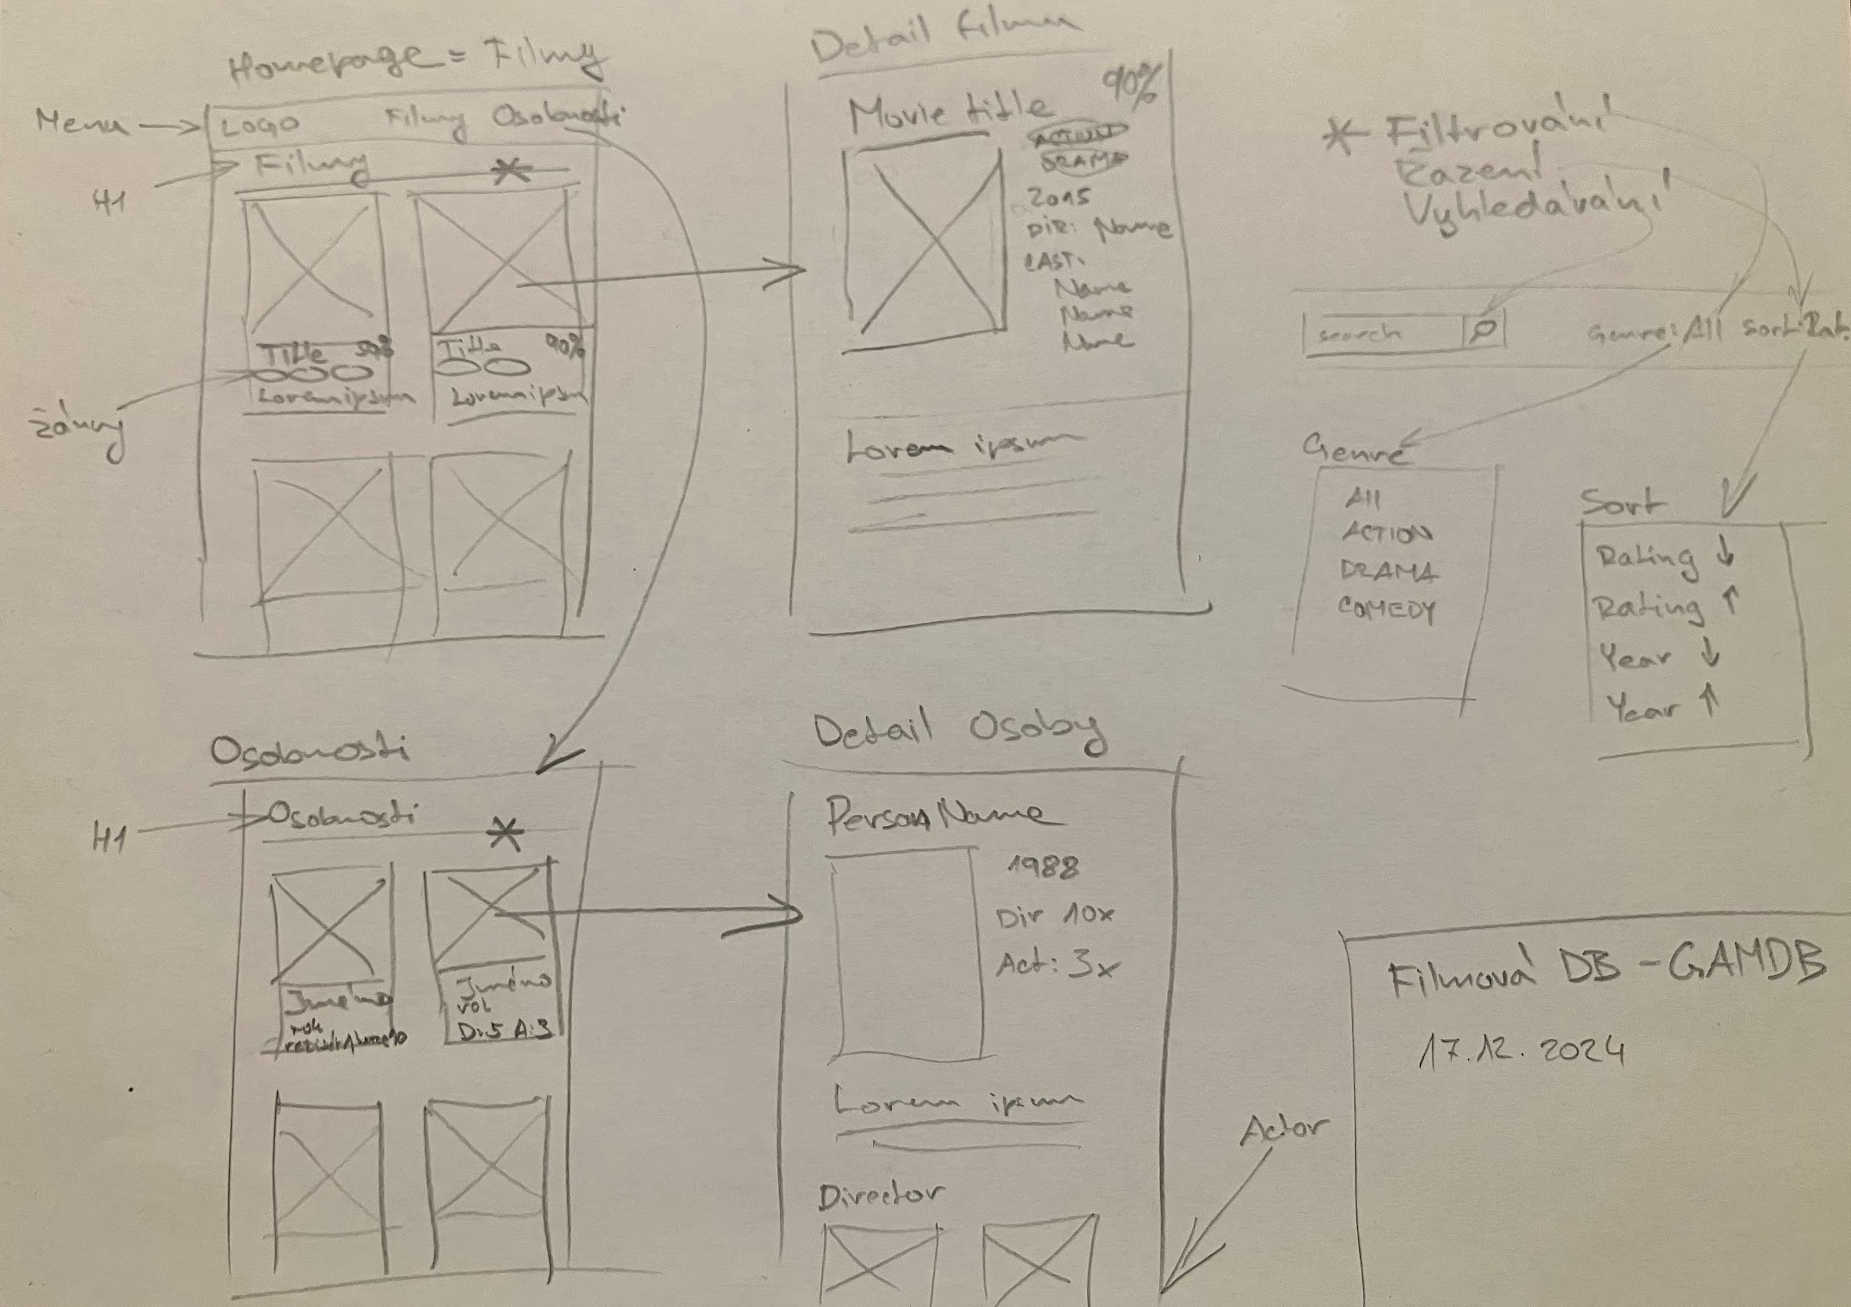 Homepage = Filmy
Menu
LOGO Filmy Osobnosti
Filmy
H1
Title 90%
Lorem ipsum
Title 90%
Lorem ipsum
žánry
Detail filmu
90%
Movie title
ACTION
DRAMA
2015
DIR: Name
CAST:
Name
Name
Name
Lorem ipsum
* Filtrování
Řazení
Vyhledávání
search
Genre: All Sort: Rat.
Genre
All
ACTION
DRAMA
COMEDY
Sort
Rating ↓
Rating ↑
Year ↓
Year ↑
Osobnosti
Osobnosti
H1
Jméno
rok
Jméno
rok
D:5 A:3
Detail Osoby
Person Name
1988
Dir 10x
Act: 3x
Lorem ipsum
Director
Actor
Filmová DB - GAMDB
17.12.2024